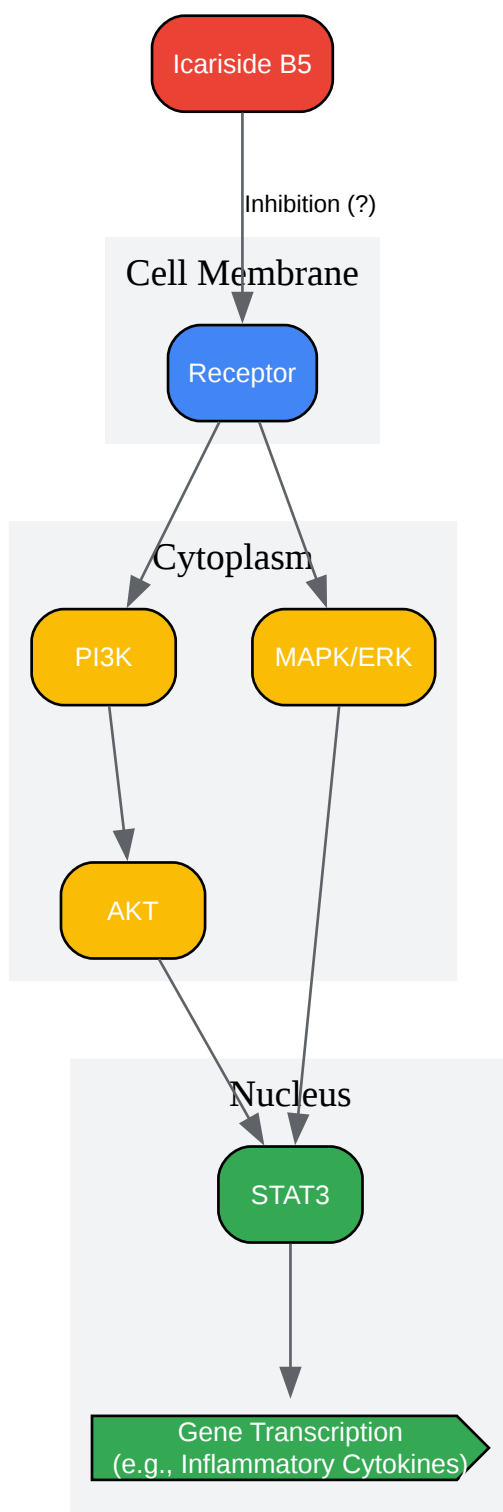 Icariside B5
Inhibition (?)
Cell Membrane
Receptor
Cytoplasm
PI3K
MAPK/ERK
AKT
Nucleus
STAT3
Gene Transcription
(e.g., Inflammatory Cytokines)